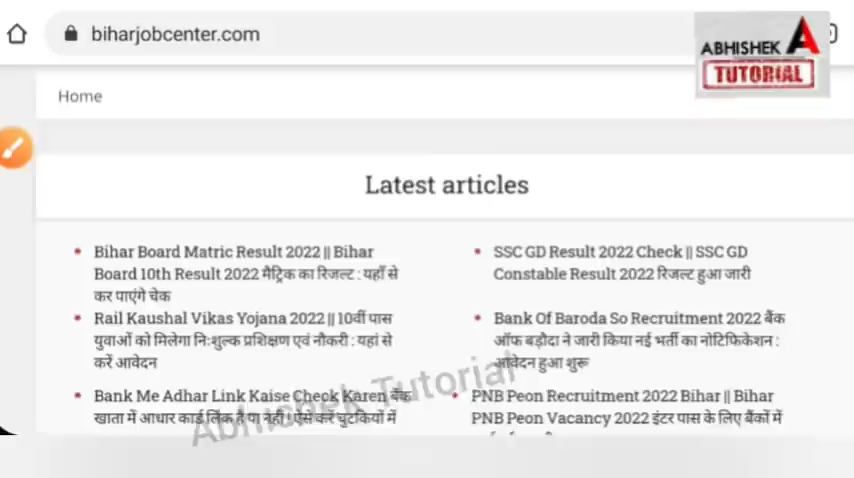 biharjobcenter.com
ABHISHEK A
TUTORIAL
Home
Latest articles
Bihar Board Matric Result 2022 || Bihar
Board 10th Result 2022 मैट्रिक का रिजल्ट : यहाँ से
कर पाएंगे चेक
Rail Kaushal Vikas Yojana 2022 || 10वीं पास
युवाओं को मिलेगा निःशुल्क प्रशिक्षण एवं नौकरी : यहां से
करें आवेदन
Bank Me Adhar Link Kaise Check Karen बैंक
खाता में आधार कार्ड लिंक है या नहीं : ऐसे करें चुटकियों में
SSC GD Result 2022 Check || SSC GD
Constable Result 2022 रिजल्ट हुआ जारी
Bank Of Baroda So Recruitment 2022 बैंक
ऑफ बड़ौदा ने जारी किया नई भर्ती का नोटिफिकेशन :
आवेदन हुआ शुरू
PNB Peon Recruitment 2022 Bihar || Bihar
PNB Peon Vacancy 2022 इंटर पास के लिए बैंकों में
Abhishek Tutorial